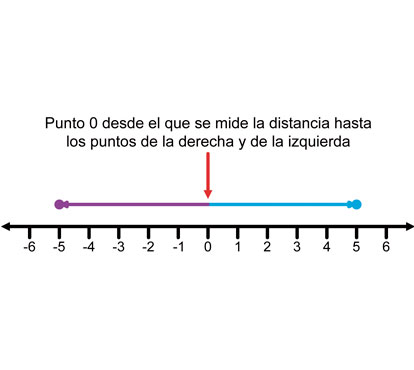 Punto 0 desde el que se mide la distancia hasta
los puntos de la derecha y de la izquierda
-6 -5 -4 -3 -2 -1 0 1 2 3 4 5 6